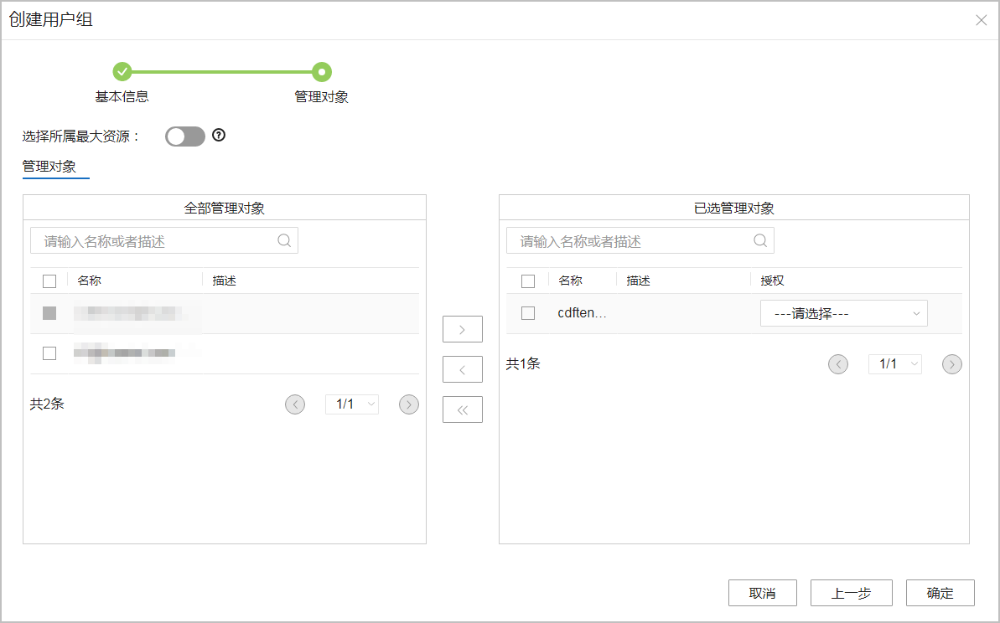 创建用户组
基本信息
管理对象
选择所属最大资源：
管理对象
全部管理对象
请输入名称或者描述
名称 描述
共2条
1/1
已选管理对象
请输入名称或者描述
名称 描述 授权
cdften... ---请选择---
共1条
1/1
取消 上一步 确定